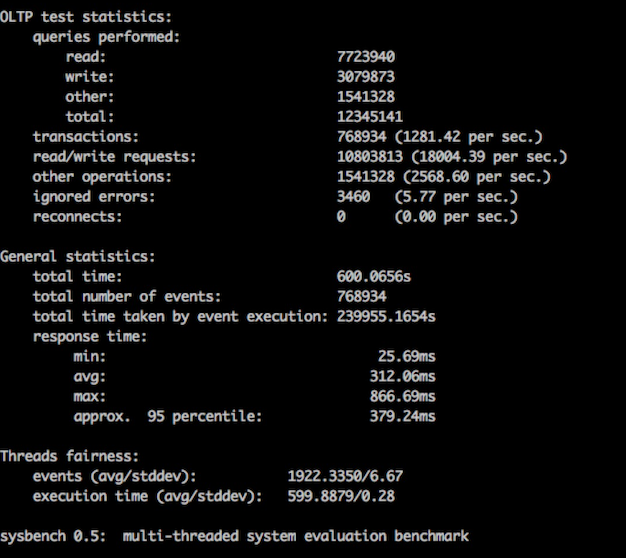 OLTP test statistics:
queries performed:
read: 7723940
write: 3079873
other: 1541328
total: 12345141
transactions: 768934 (1281.42 per sec.)
read/write requests: 10803813 (18004.39 per sec.)
other operations: 1541328 (2568.60 per sec.)
ignored errors: 3460 (5.77 per sec.)
reconnects: 0 (0.00 per sec.)
General statistics:
total time: 600.0656s
total number of events: 768934
total time taken by event execution: 239955.1654s
response time:
min: 25.69ms
avg: 312.06ms
max: 866.69ms
approx. 95 percentile: 379.24ms
Threads fairness:
events (avg/stddev): 1922.3350/6.67
execution time (avg/stddev): 599.8879/0.28
sysbench 0.5: multi-threaded system evaluation benchmark